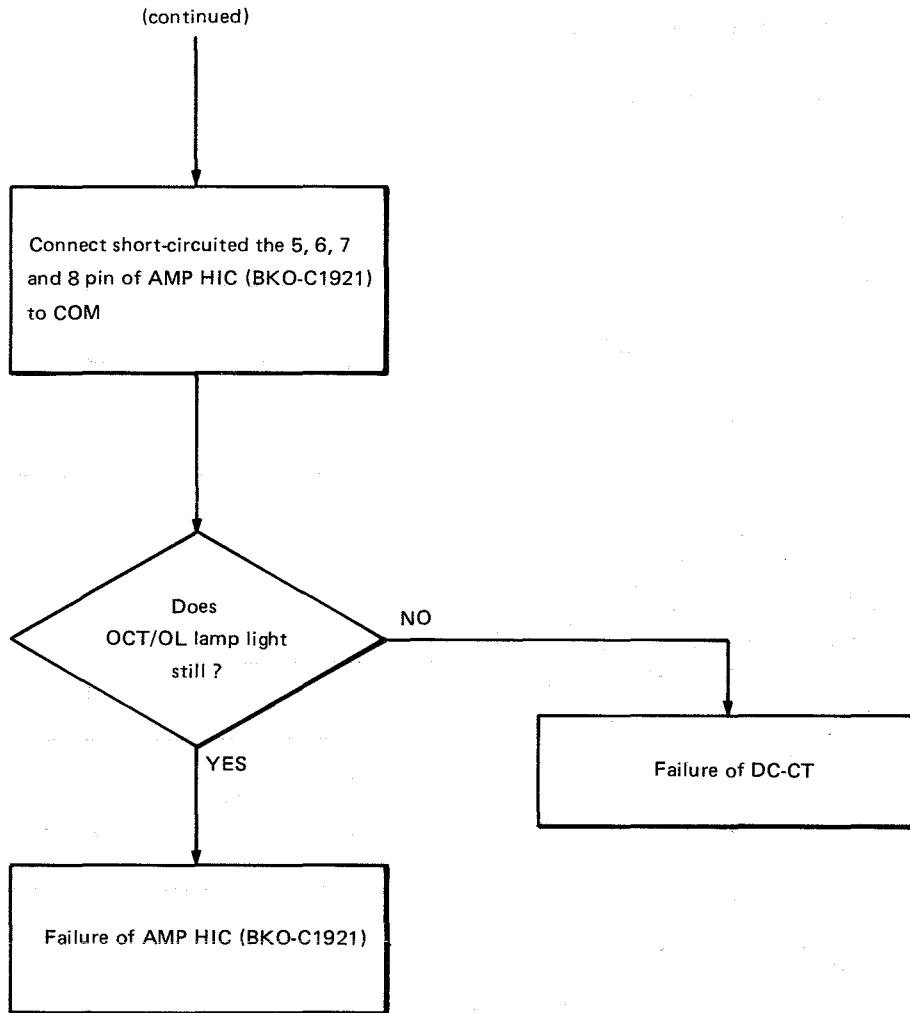 (continued)
Connect short-circuited the 5, 6, 7
and 8 pin of AMP HIC (BKO-C1921)
to COM
Does
OCT/OL lamp light
still ?
NO
YES
Failure of DC-CT
Failure of AMP HIC (BKO-C1921)